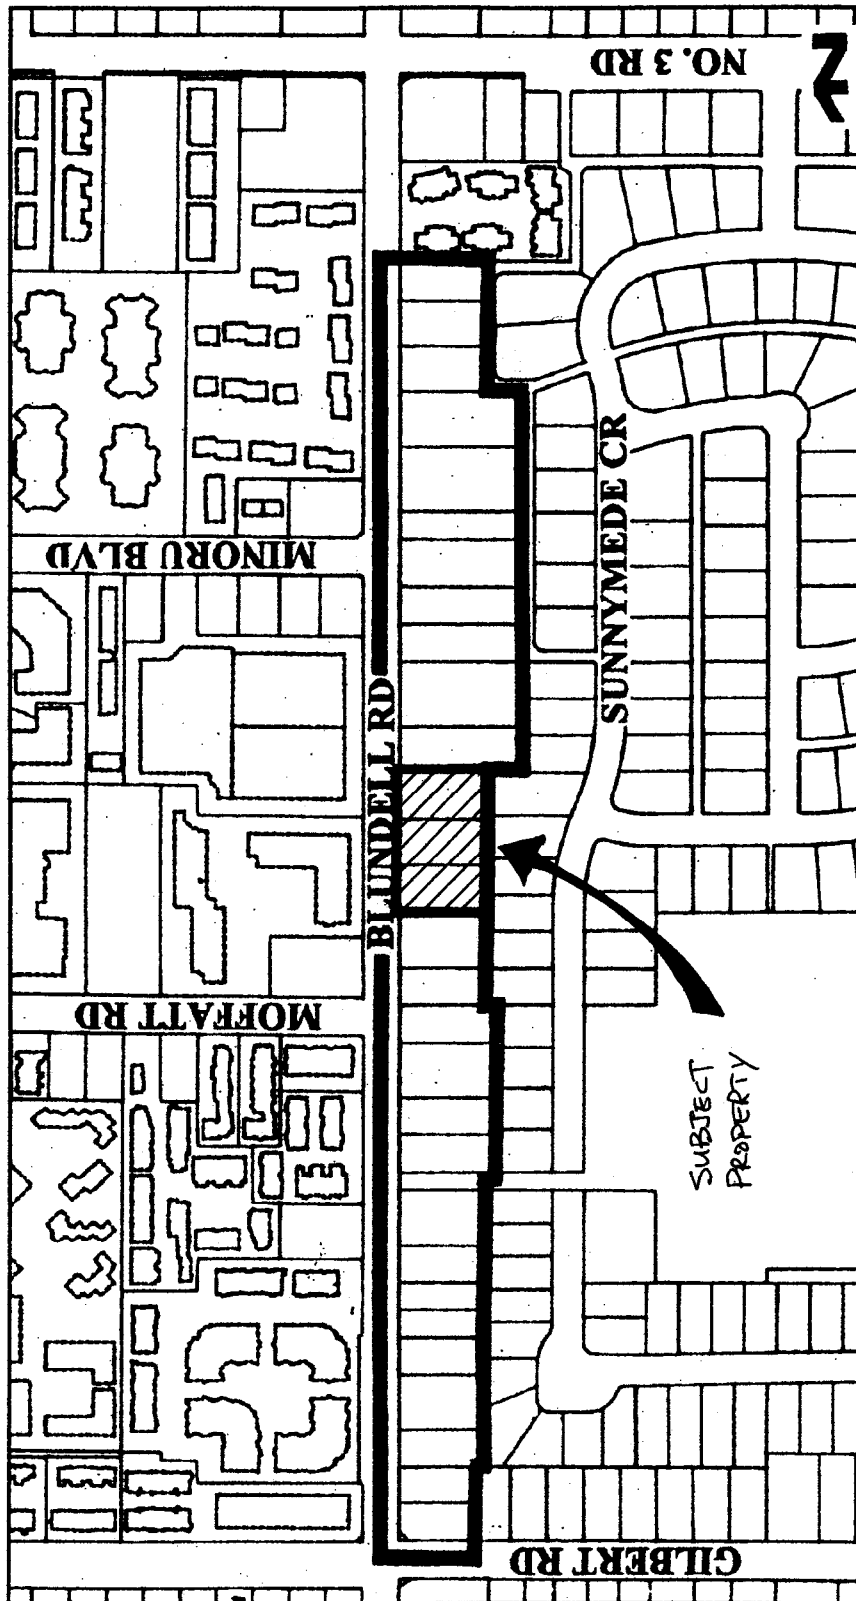 NO. 3 RD
N
MINORU BLVD
SUNNYMEDE CR
BLUNDELL RD
MOFFATT RD
SUBJECT
PROPERTY
GILBERT RD